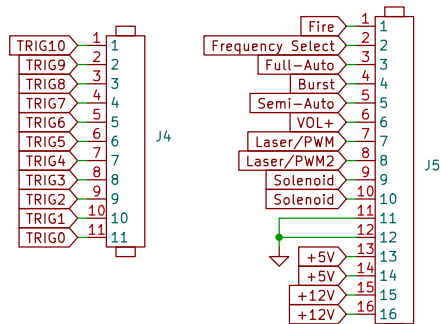 TRIG10 1 1
TRIG9 2 2
TRIG8 3 3
TRIG7 4 4
TRIG6 5 5
TRIG5 6 6
TRIG4 7 7
TRIG3 8 8
TRIG2 9 9
TRIG1 10 10
TRIG0 11 11
J4
Fire 1 1
Frequency Select 2 2
Full-Auto 3 3
Burst 4 4
Semi-Auto 5 5
VOL+ 6 6
Laser/PWM 7 7
Laser/PWM2 8 8
Solenoid 9 9
Solenoid 10 10
11 11
12 12
+5V 13 13
+5V 14 14
+12V 15 15
+12V 16 16
J5